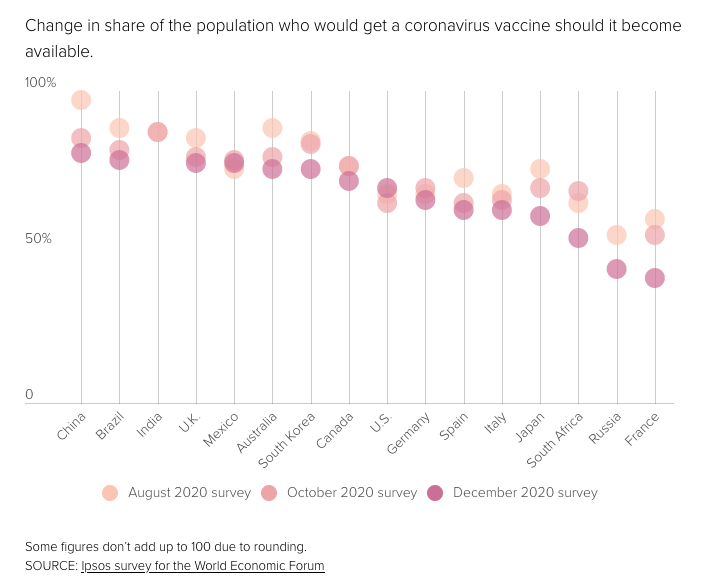 Change in share of the population who would get a coronavirus vaccine should it become
available.
100%
50%
0
China
Brazil
India
U.K.
Mexico
Australia
South Korea
Canada
U.S.
Germany
Spain
Italy
Japan
South Africa
Russia
France
August 2020 survey October 2020 survey December 2020 survey
Some figures don’t add up to 100 due to rounding.
SOURCE: Ipsos survey for the World Economic Forum